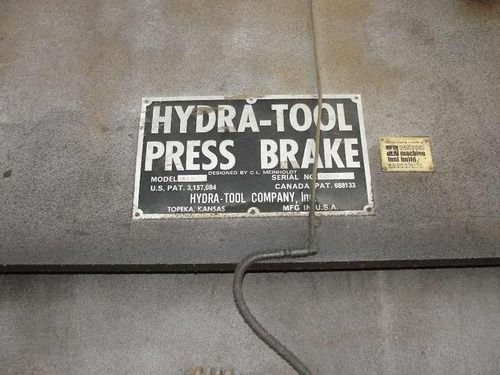 HYDRA-TOOL
PRESS BRAKE
DESIGNED BY C.L. MEINHOLDT
MODEL SERIAL NO.
U.S. PAT. 3,157,084 CANADA PAT. 688133
HYDRA-TOOL COMPANY, Inc.
TOPEKA, KANSAS MFG IN U.S.A.
machine
tool build